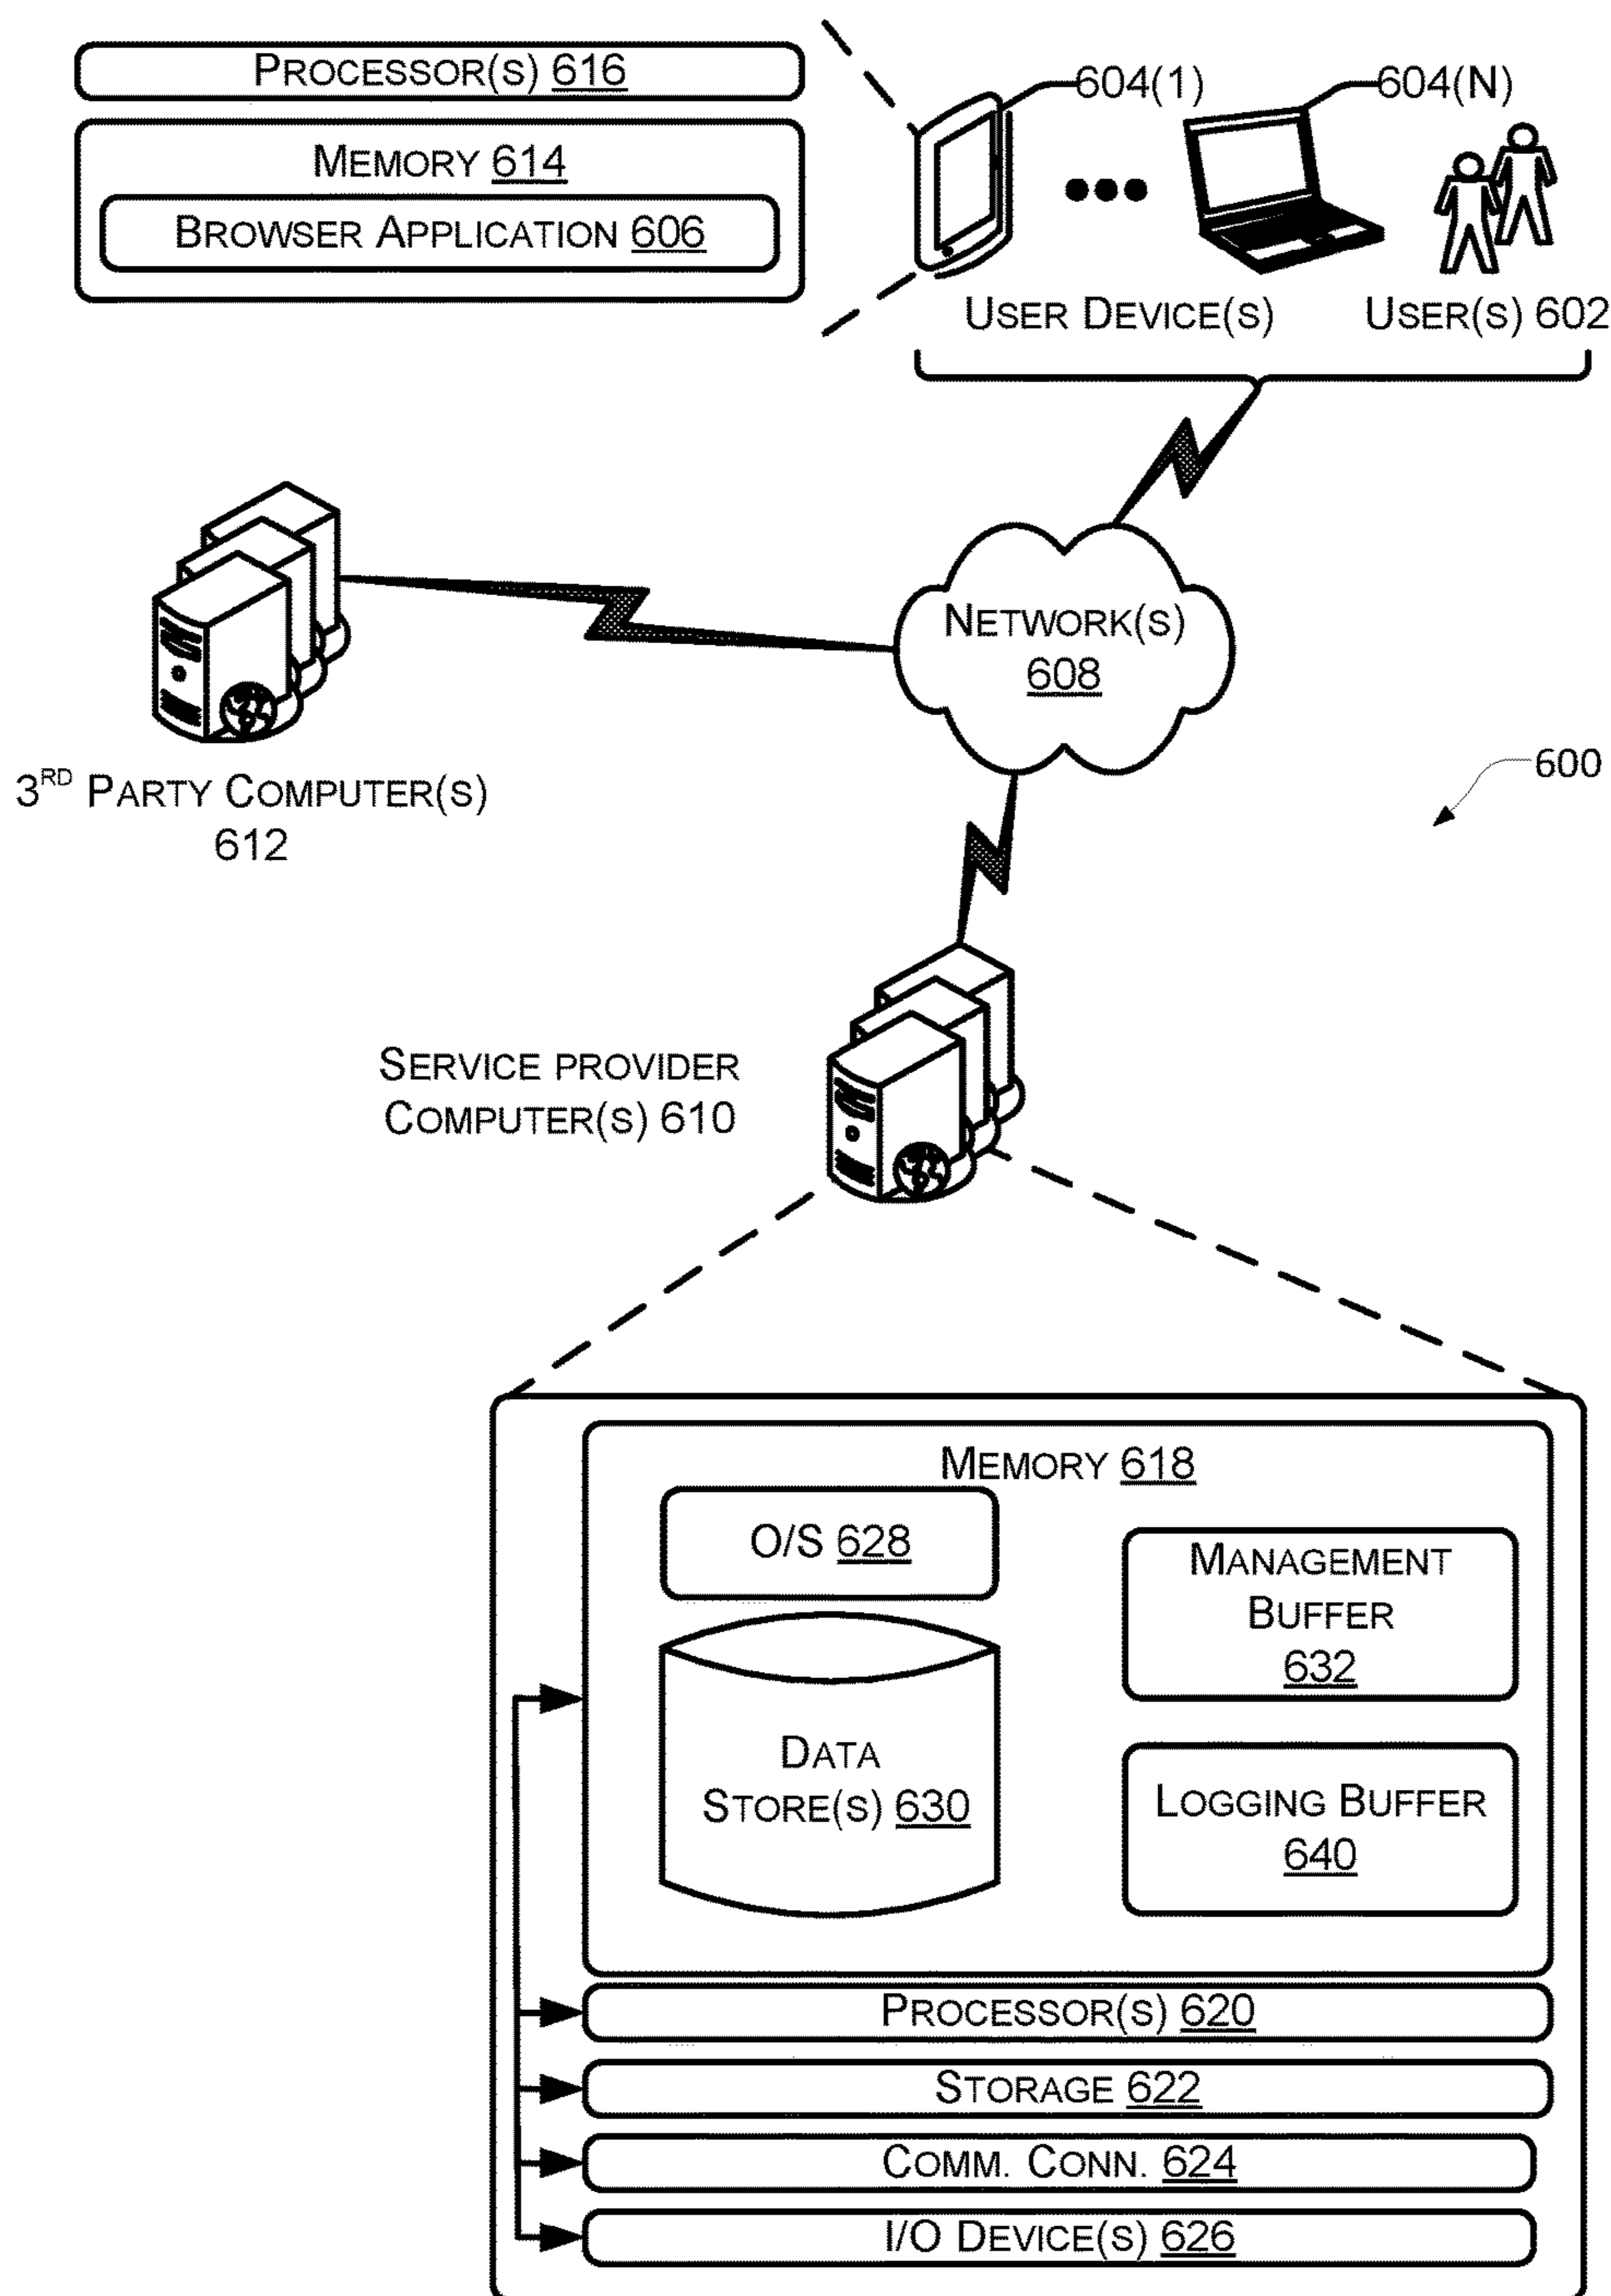 PROCESSOR(S) 616
MEMORY 614
BROWSER APPLICATION 606
604(1)
604(N)
USER DEVICE(S)
USER(S) 602
NETWORK(S)
608
3RD PARTY COMPUTER(S)
612
600
SERVICE PROVIDER
COMPUTER(S) 610
MEMORY 618
O/S 628
MANAGEMENT
BUFFER
632
DATA
STORE(S) 630
LOGGING BUFFER
640
PROCESSOR(S) 620
STORAGE 622
COMM. CONN. 624
I/O DEVICE(S) 626